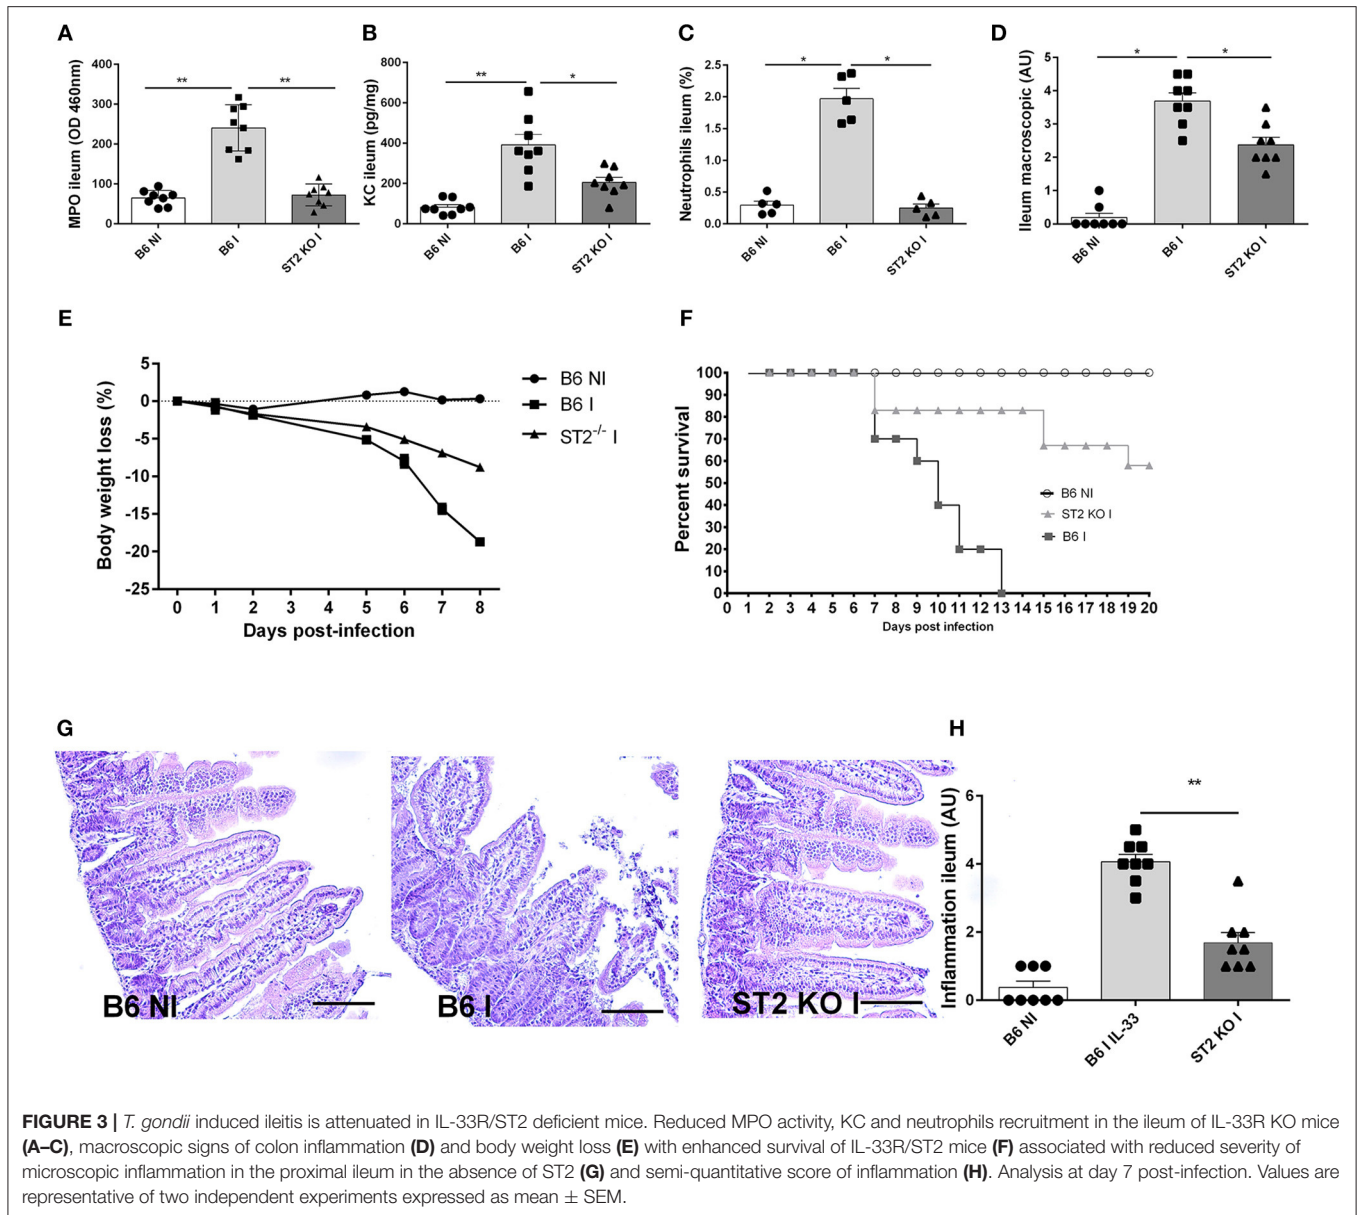 A
MPO ileum (OD 460nm)
400
300
200
100
0
**
**
B6 NI
B6 I
ST2 KO I
B
KC ileum (pg/mg)
800
600
400
200
0
**
*
B6 NI
B6 I
ST2 KO I
C
Neutrophils ileum (%)
2.5
2.0
1.5
1.0
0.5
0.0
*
*
B6 NI
B6 I
ST2 KO I
D
Ileum macroscopic (AU)
5
4
3
2
1
0
*
*
B6 NI
B6 I
ST2 KO I
E
Body weight loss (%)
5
0
-5
-10
-15
-20
-25
0 1 2 3 4 5 6 7 8
Days post-infection
B6 NI
B6 I
ST2-/- I
F
Percent survival
100
90
80
70
60
50
40
30
20
10
0
0 1 2 3 4 5 6 7 8 9 10 11 12 13 14 15 16 17 18 19 20
Days post infection
B6 NI
ST2 KO I
B6 I
G
B6 NI
B6 I
ST2 KO I
H
Inflammation ileum (AU)
6
4
2
0
**
B6 NI
B6 I IL-33
ST2 KO I
FIGURE 3 | T. gondii induced ileitis is attenuated in IL-33R/ST2 deficient mice. Reduced MPO activity, KC and neutrophils recruitment in the ileum of IL-33R KO mice
(A–C), macroscopic signs of colon inflammation (D) and body weight loss (E) with enhanced survival of IL-33R/ST2 mice (F) associated with reduced severity of
microscopic inflammation in the proximal ileum in the absence of ST2 (G) and semi-quantitative score of inflammation (H). Analysis at day 7 post-infection. Values are
representative of two independent experiments expressed as mean ± SEM.